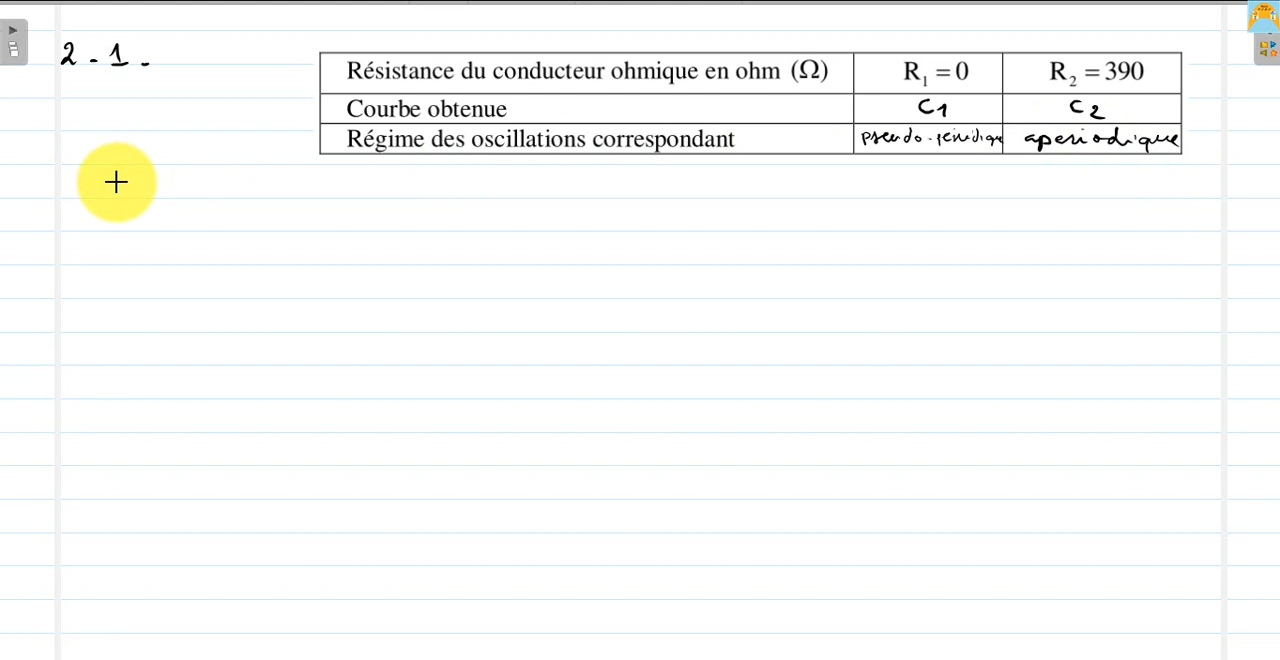 2-1.
Résistance du conducteur ohmique en ohm (Ω) R₁ = 0 R₂ = 390
Courbe obtenue C1 C2
Régime des oscillations correspondant pseudo-périodique aperiodique